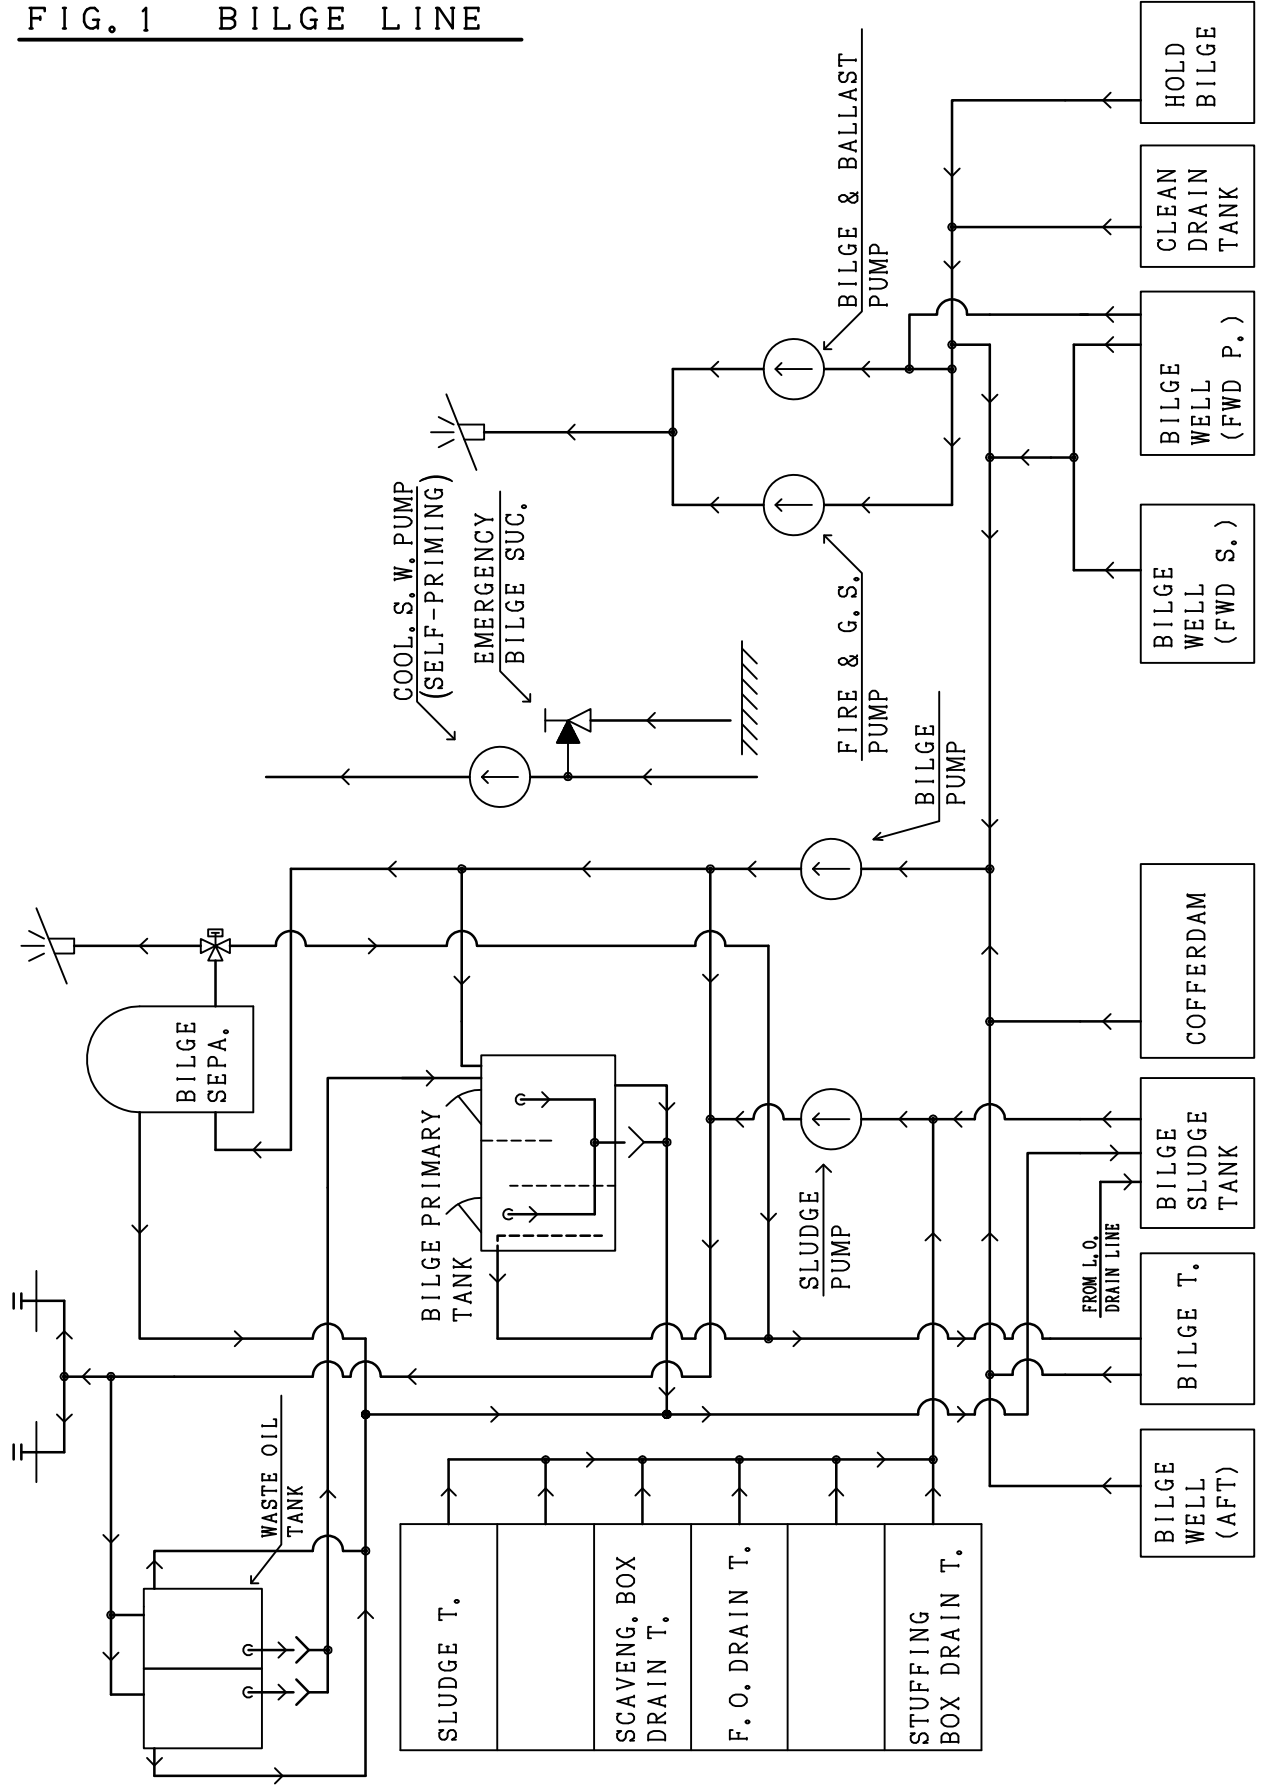 FIG. 1 BILGE LINE
HOLD
BILGE
CLEAN
DRAIN
TANK
BILGE
WELL
(FWD P.)
BILGE
WELL
(FWD S.)
BILGE & BALLAST
PUMP
FIRE & G.S.
PUMP
COOL. S. W. PUMP
(SELF-PRIMING)
EMERGENCY
BILGE SUC.
BILGE
PUMP
COFFERDAM
BILGE
SEPA.
BILGE PRIMARY
TANK
SLUDGE
PUMP
BILGE
SLUDGE
TANK
FROM L.O.
DRAIN LINE
BILGE T.
BILGE
WELL
(AFT)
WASTE OIL
TANK
SLUDGE T.
SCAVENG. BOX
DRAIN T.
F.O. DRAIN T.
STUFFING
BOX DRAIN T.